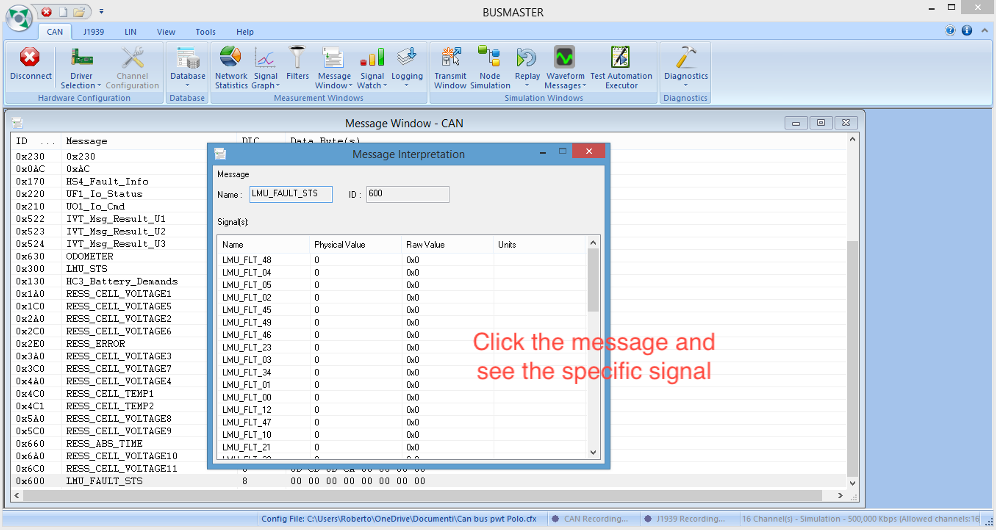 BUSMASTER
CAN J1939 LIN View Tools Help
Disconnect Driver Selection Channel Configuration Database Network Statistics Signal Graph Filters Message Window Signal Watch Logging Transmit Window Node Simulation Replay Waveform Messages Test Automation Executor Diagnostics
Hardware Configuration Database Measurement Windows Simulation Windows Diagnostics
Message Window - CAN
ID ... Message DLC Data Byte(s)
0x230 0x230
0x0AC 0xAC
0x170 HS4_Fault_Info
0x220 UF1_Io_Status
0x210 UO1_Io_Cmd
0x522 IVT_Msg_Result_U1
0x523 IVT_Msg_Result_U2
0x524 IVT_Msg_Result_U3
0x630 ODOMETER
0x300 LMU_STS
0x130 HC3_Battery_Demands
0x1A0 RESS_CELL_VOLTAGE1
0x1C0 RESS_CELL_VOLTAGE5
0x2A0 RESS_CELL_VOLTAGE2
0x2C0 RESS_CELL_VOLTAGE6
0x2E0 RESS_ERROR
0x3A0 RESS_CELL_VOLTAGE3
0x3C0 RESS_CELL_VOLTAGE7
0x4A0 RESS_CELL_VOLTAGE4
0x4C0 RESS_CELL_TEMP1
0x4C1 RESS_CELL_TEMP2
0x5A0 RESS_CELL_VOLTAGE8
0x5C0 RESS_CELL_VOLTAGE9
0x660 RESS_ABS_TIME
0x6A0 RESS_CELL_VOLTAGE10
0x6C0 RESS_CELL_VOLTAGE11
0x600 LMU_FAULT_STS 8 00 00 00 00 00 00 00 00
Message Interpretation
Message
Name : LMU_FAULT_STS ID : 600
Signal(s):
Name Physical Value Raw Value Units
LMU_FLT_48 0 0x0
LMU_FLT_04 0 0x0
LMU_FLT_05 0 0x0
LMU_FLT_02 0 0x0
LMU_FLT_45 0 0x0
LMU_FLT_49 0 0x0
LMU_FLT_46 0 0x0
LMU_FLT_23 0 0x0
LMU_FLT_03 0 0x0
LMU_FLT_34 0 0x0
LMU_FLT_01 0 0x0
LMU_FLT_00 0 0x0
LMU_FLT_12 0 0x0
LMU_FLT_47 0 0x0
LMU_FLT_10 0 0x0
LMU_FLT_21 0 0x0
Click the message and
see the specific signal
Config File: C:\Users\Roberto\OneDrive\Documenti\Can bus pwt Polo.cfx CAN Recording... J1939 Recording... 16 Channel(s) - Simulation - 500,000 Kbps (Allowed channels:16